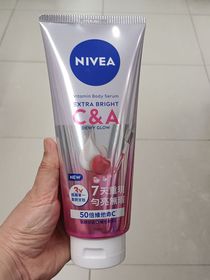 NIVEA
Vitamin Body Serum
EXTRA BRIGHT
C&A
DEWY GLOW
NEW
3x
7天重現
勻亮無瑕
50倍維他命C